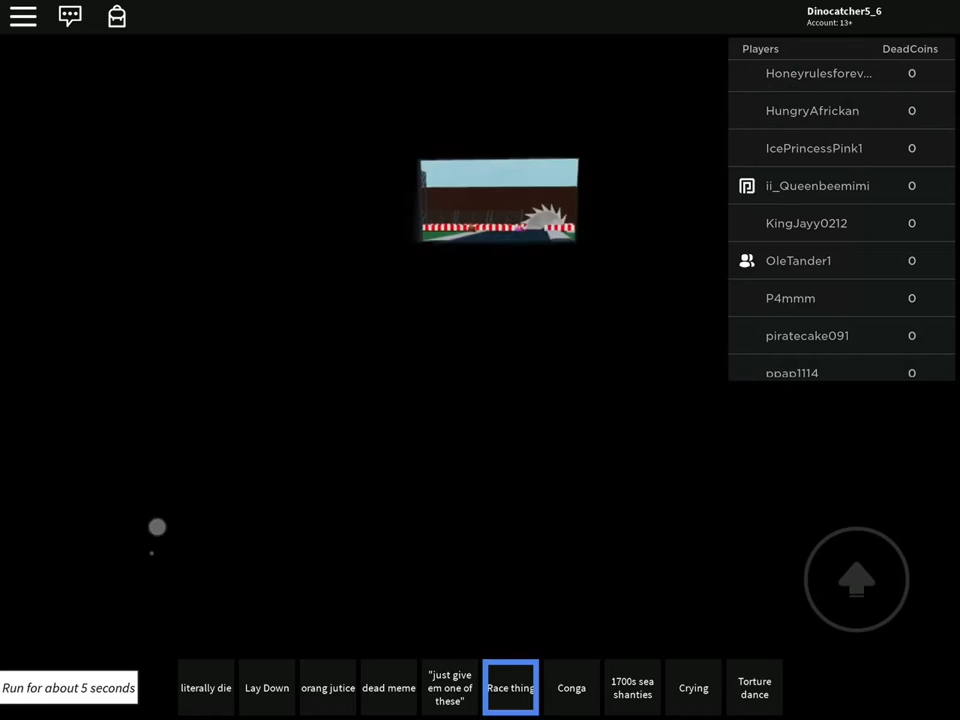 Dinocatcher5_6
Account: 13+
Players DeadCoins
Honeyrulesforev... 0
HungryAfrickan 0
IcePrincessPink1 0
ii_Queenbeemimi 0
KingJayy0212 0
OleTander1 0
P4mmm 0
piratecake091 0
ppap1114 0
Run for about 5 seconds
literally die
Lay Down
orang jutice
dead meme
"just give
em one of
these"
Race thing
Conga
1700s sea
shanties
Crying
Torture
dance